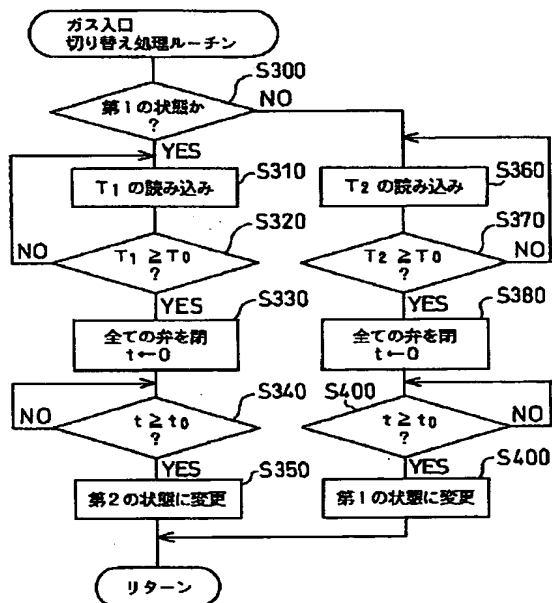 ガス入口
切り替え処理ルーチン
S300
第1の状態か
?
NO
YES
S310
T1 の読み込み
S320
T1 ≧ T0
?
NO
YES
S330
全ての弁を閉
t←0
S340
t ≧ t0
?
NO
YES
S350
第2の状態に変更
S360
T2 の読み込み
S370
T2 ≧ T0
?
NO
YES
S380
全ての弁を閉
t←0
S400
t ≧ t0
?
NO
YES
S400
第1の状態に変更
リターン